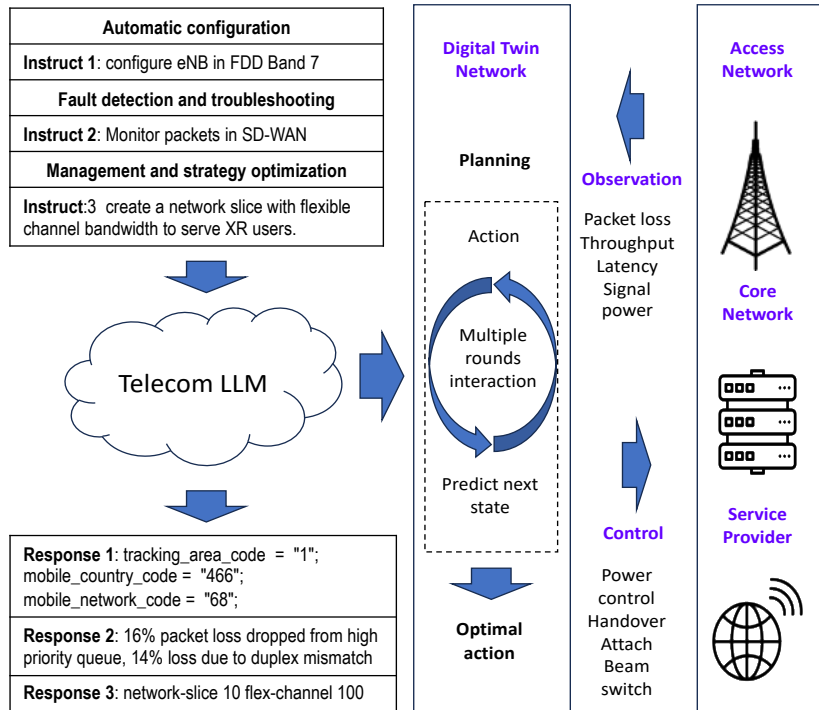 Automatic configuration
Instruct 1: configure eNB in FDD Band 7
Fault detection and troubleshooting
Instruct 2: Monitor packets in SD-WAN
Management and strategy optimization
Instruct:3 create a network slice with flexible
channel bandwidth to serve XR users.
Telecom LLM
Response 1: tracking_area_code = "1";
mobile_country_code = "466";
mobile_network_code = "68";
Response 2: 16% packet loss dropped from high
priority queue, 14% loss due to duplex mismatch
Response 3: network-slice 10 flex-channel 100
Digital Twin
Network
Planning
Action
Multiple
rounds
interaction
Predict next
state
Optimal
action
Observation
Packet loss
Throughput
Latency
Signal
power
Control
Power
control
Handover
Attach
Beam
switch
Access
Network
Core
Network
Service
Provider